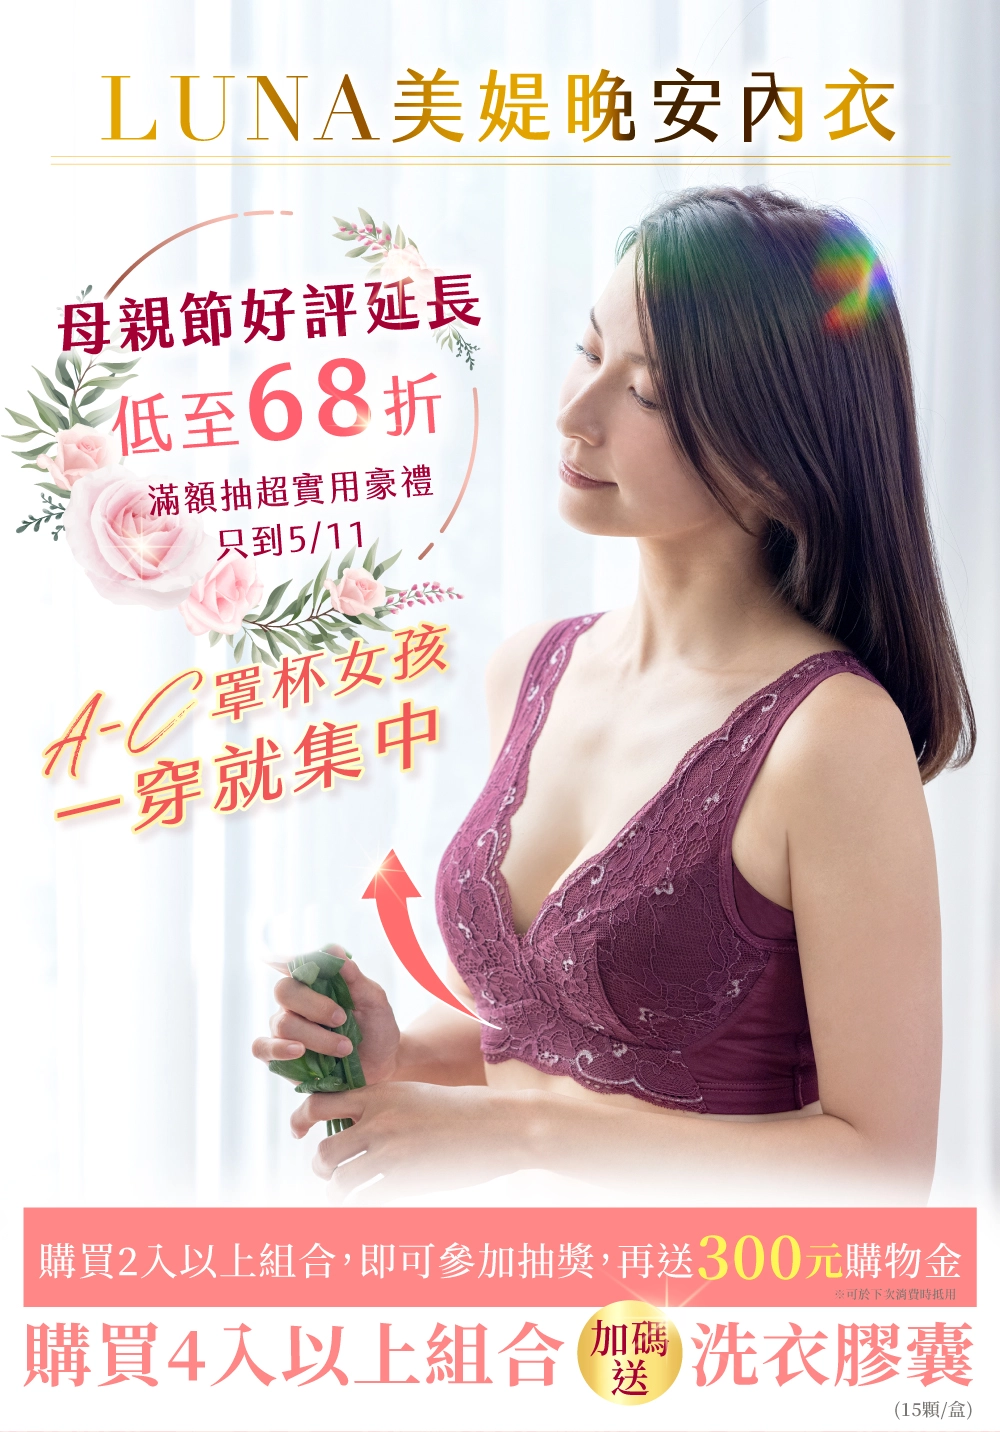 LUNA美媞晚安內衣
母親節好評延長
低至68折
滿額抽超實用豪禮
只到5/11
A-C罩杯女孩
一穿就集中
購買2入以上組合,即可參加抽獎,再送300元購物金
※可於下次消費時抵用
購買4入以上組合 加碼送 洗衣膠囊
(15顆/盒)